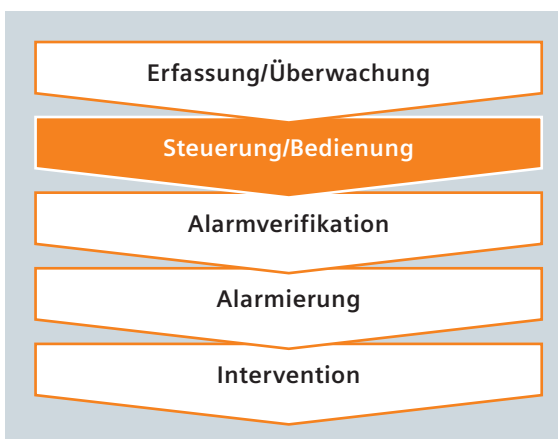 Erfassung/Überwachung
Steuerung/Bedienung
Alarmverifikation
Alarmierung
Intervention